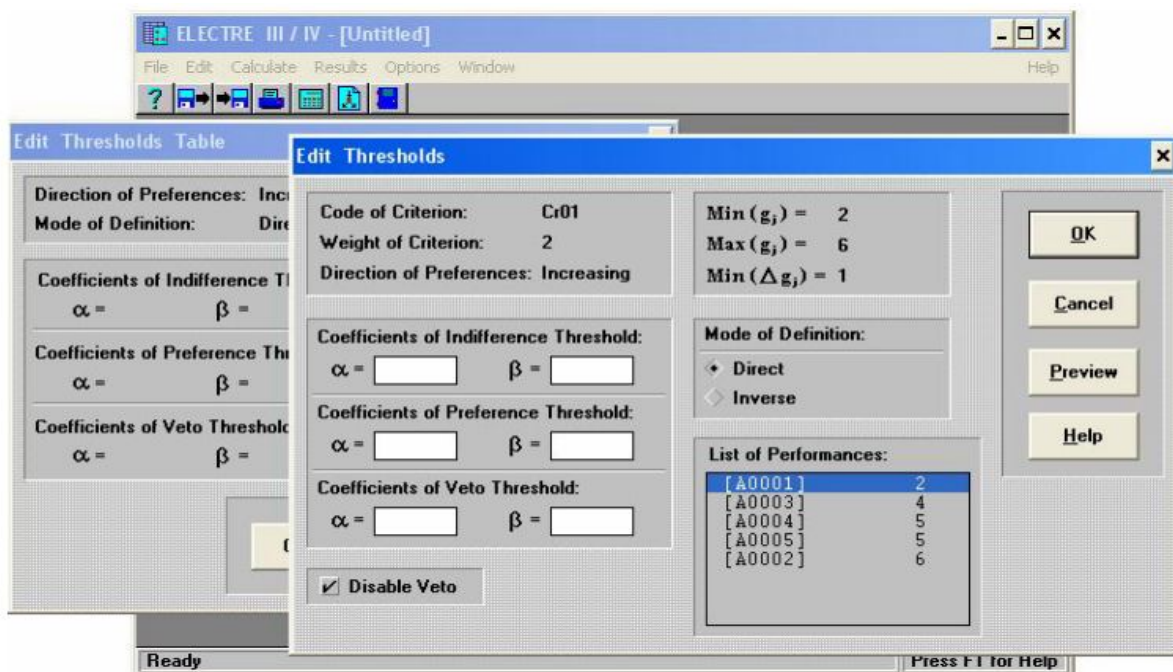 ELECTRE III / IV - [Untitled]
File Edit Calculate Results Options Window Help
?
Edit Thresholds Table
Direction of Preferences:
Mode of Definition:
Coefficients of Indifference
α = β =
Coefficients of Preference
α = β =
Coefficients of Veto
α = β =
Edit Thresholds
Code of Criterion: Cr01
Weight of Criterion: 2
Direction of Preferences: Increasing
Min(gj) = 2
Max(gj) = 6
Min(Δgj) = 1
Coefficients of Indifference Threshold:
α = β =
Coefficients of Preference Threshold:
α = β =
Coefficients of Veto Threshold:
α = β =
Disable Veto
Mode of Definition:
Direct
Inverse
List of Performances:
[A0001] 2
[A0003] 4
[A0004] 5
[A0005] 5
[A0002] 6
OK
Cancel
Preview
Help
Ready Press F1 for Help